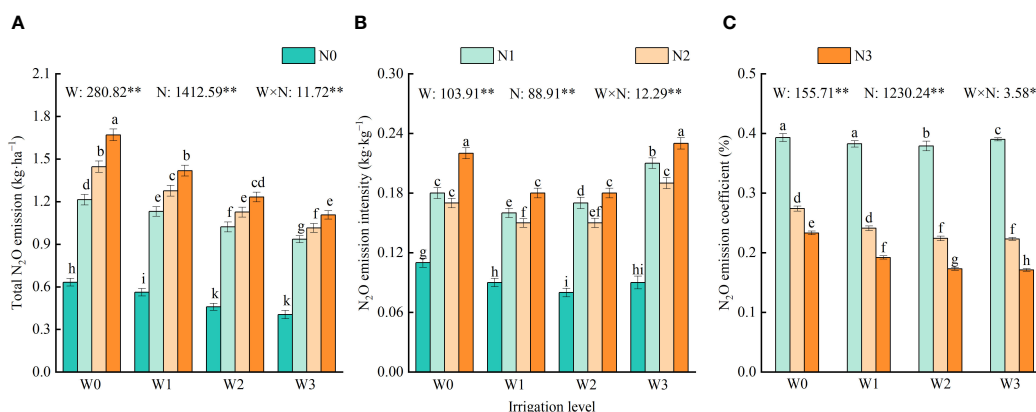 A
B
C
N0
N1
N2
N3
Total N2O emission (kg·ha-1)
2.1
1.8
1.5
1.2
0.9
0.6
0.3
0.0
W: 280.82** N: 1412.59** W×N: 11.72**
h d b a
i e c c
k f e cd
k g f e
W0 W1 W2 W3
N2O emission intensity (kg·kg-1)
0.30
0.24
0.18
0.12
0.06
0.00
W: 103.91** N: 88.91** W×N: 12.29**
g c c a
h e f c
i d ef c
hi b c a
W0 W1 W2 W3
Irrigation level
N2O emission coefficient (%)
0.5
0.4
0.3
0.2
0.1
0.0
W: 155.71** N: 1230.24** W×N: 3.58*
a d e
a d f
b f g
c f h
W0 W1 W2 W3